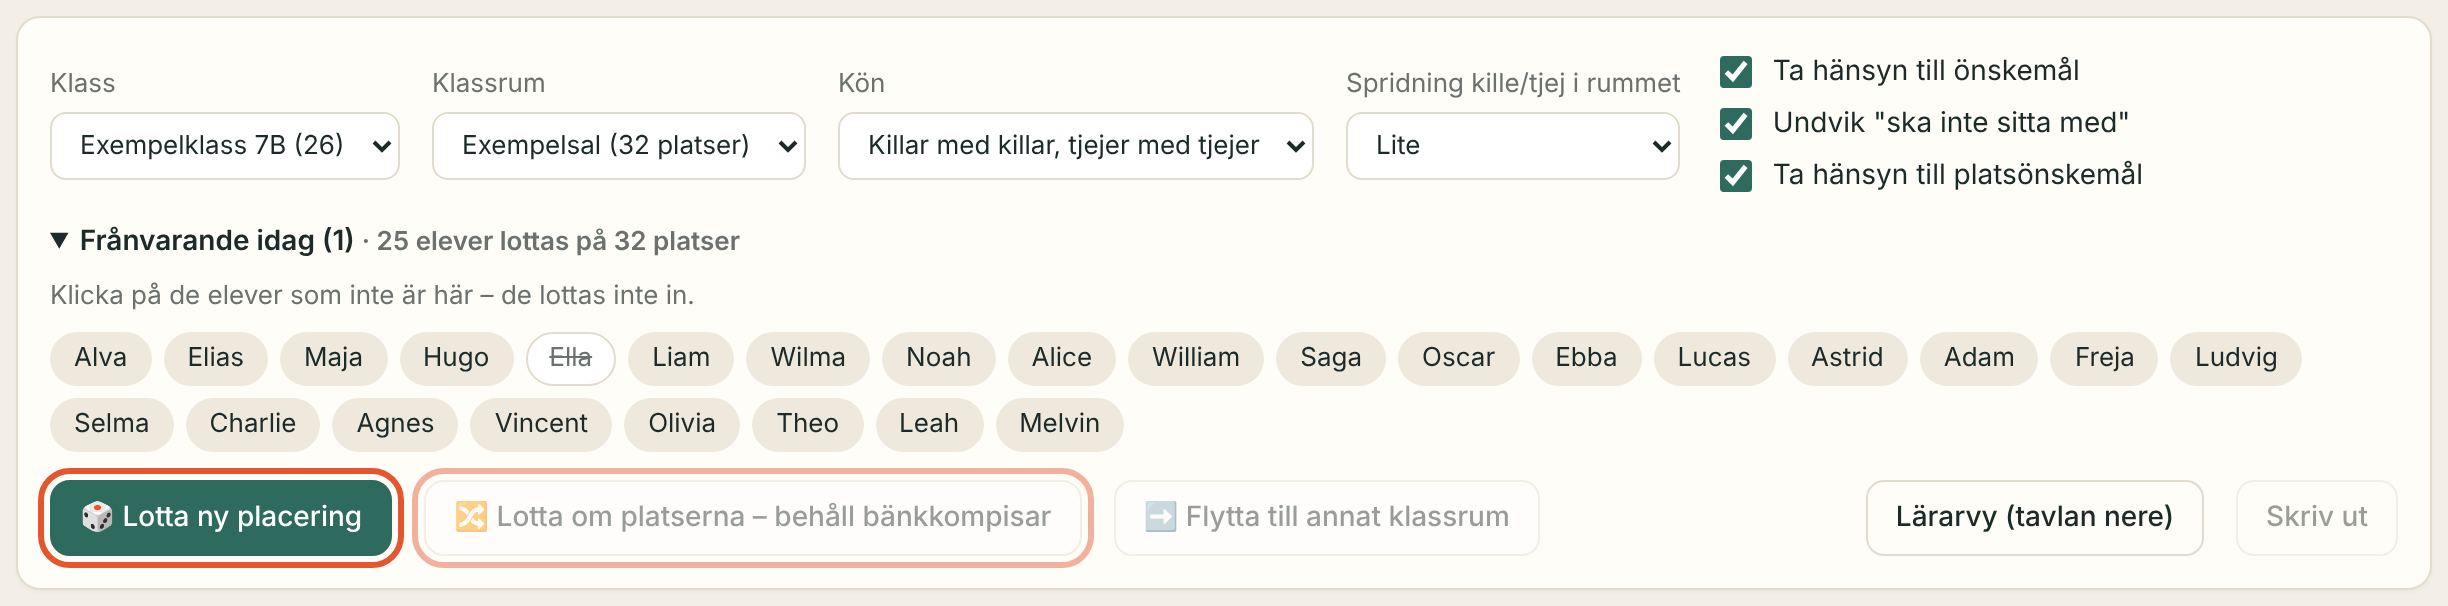 Klass
Klassrum
Kön
Spridning kille/tjej i rummet
Exempelklass 7B (26)
Exempelsal (32 platser)
Killar med killar, tjejer med tjejer
Lite
Ta hänsyn till önskemål
Undvik "ska inte sitta med"
Ta hänsyn till platsönskemål
▼ Frånvarande idag (1) · 25 elever lottas på 32 platser
Klicka på de elever som inte är här – de lottas inte in.
Alva Elias Maja Hugo Ella Liam Wilma Noah Alice William Saga Oscar Ebba Lucas Astrid Adam Freja Ludvig
Selma Charlie Agnes Vincent Olivia Theo Leah Melvin
🎲 Lotta ny placering
🔀 Lotta om platserna – behåll bänkkompisar
➡️ Flytta till annat klassrum
Lärarvy (tavlan nere)
Skriv ut